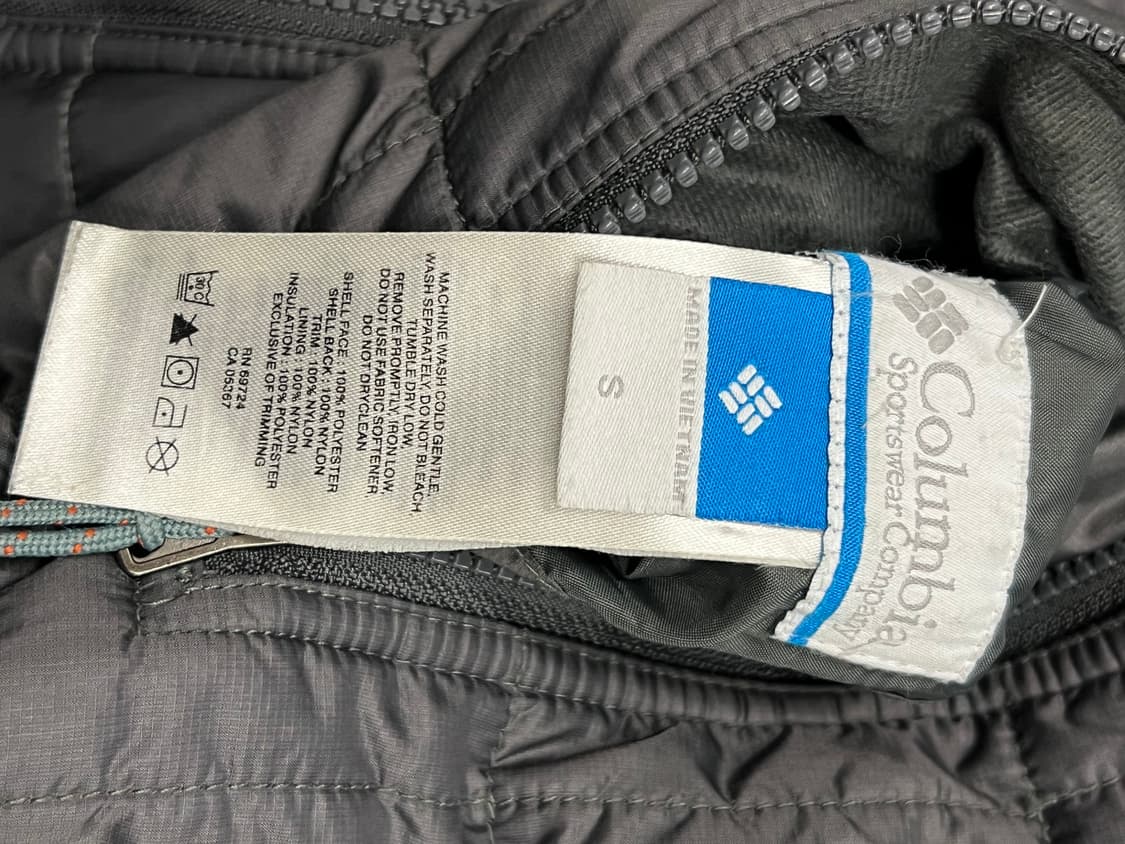 Columbia
Sportswear Company
MADE IN VIETNAM
S
MACHINE WASH COLD GENTLE,
WASH SEPARATELY, DO NOT BLEACH
TUMBLE DRY LOW,
REMOVE PROMPTLY, IRON LOW.
DO NOT USE FABRIC SOFTENER
DO NOT DRYCLEAN
SHELL FACE : 100% POLYESTER
SHELL BACK : 100% NYLON
TRIM : 100% NYLON
LINING : 100% NYLON
INSULATION : 100% POLYESTER
EXCLUSIVE OF TRIMMING
RN 69724
CA 05367
30C